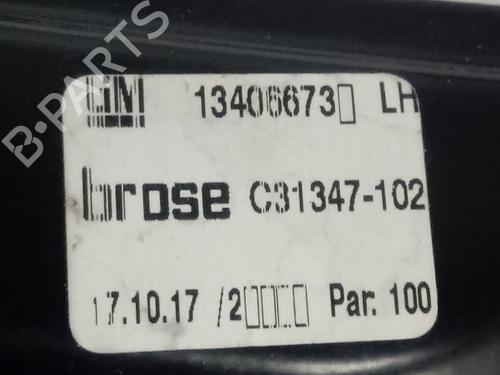 B-PARTS
GM 13406673▯ LH
brose C31347-102
17.10.17 /2▯▯▯▯ Par. 100